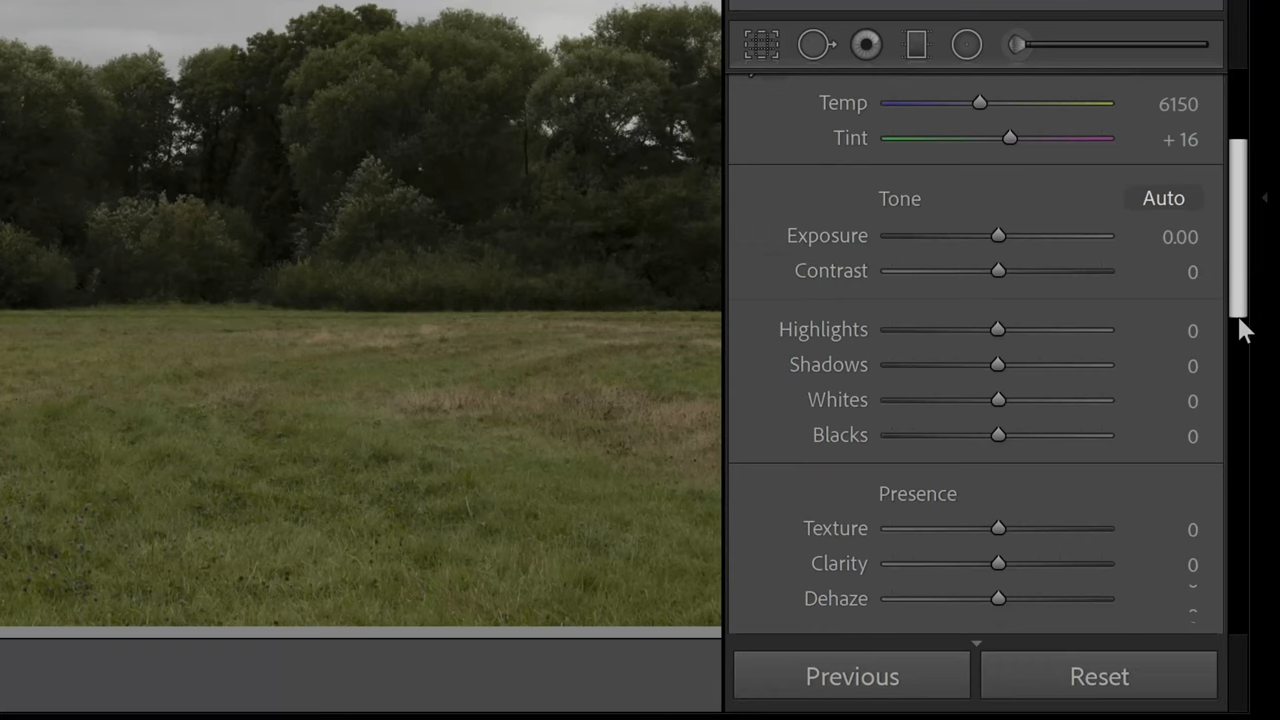 Temp 6150
Tint + 16
Tone Auto
Exposure 0.00
Contrast 0
Highlights 0
Shadows 0
Whites 0
Blacks 0
Presence
Texture 0
Clarity 0
Dehaze
Previous Reset